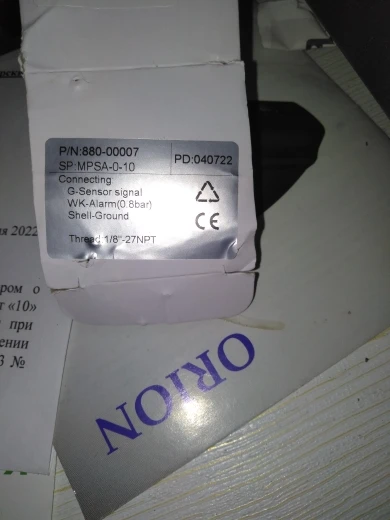 P/N:880-00007
PD:040722
SP:MPSA-0-10
Connecting:
G-Sensor signal
WK-Alarm(0.8bar)
Shell-Ground
CE
Thread 1/8"-27NPT
2022
ром о
т «10»
при
ении
3 №
ORION